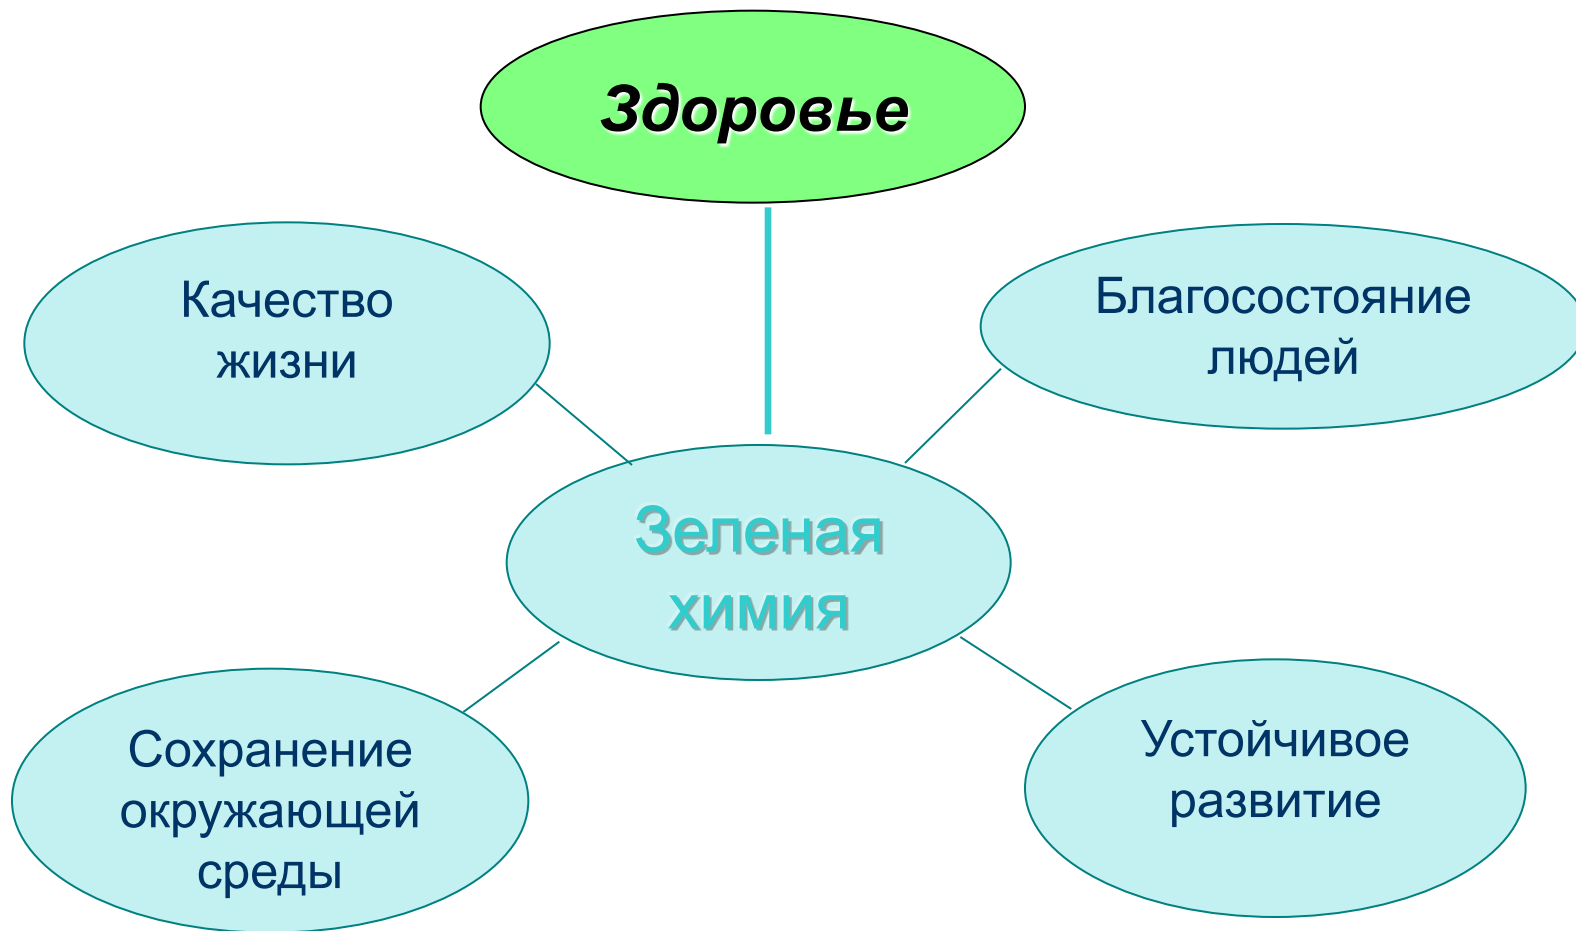 Здоровье
Качество
жизни
Благосостояние
людей
Зеленая
химия
Сохранение
окружающей
среды
Устойчивое
развитие